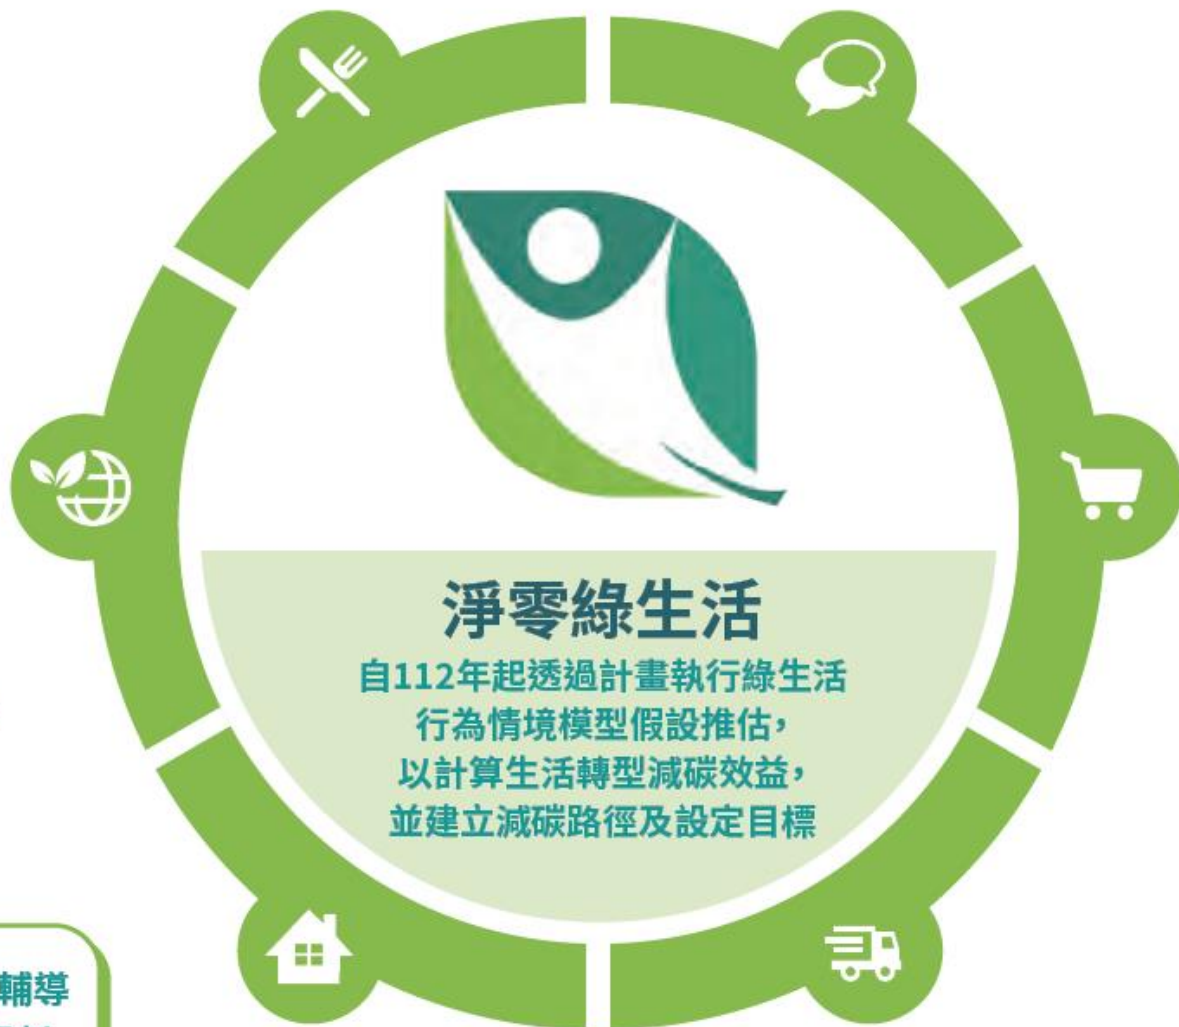 淨零綠生活
自112年起透過計畫執行綠生活
行為情境模型假設推估，
以計算生活轉型減碳效益，
並建立減碳路徑及設定目標
輔導